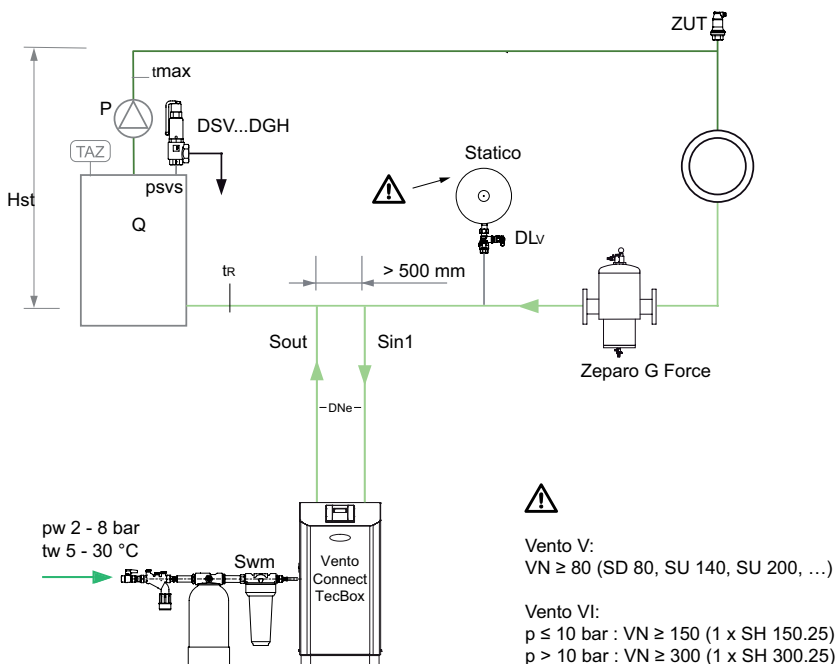 ZUT
tmax
P
DSV...DGH
TAZ
psvs
Statico
Hst
Q
DLV
tR
> 500 mm
Sout
Sin1
Zeparo G Force
DNe
pw 2 - 8 bar
tw 5 - 30 °C
Swm
Vento
Connect
TecBox
Vento V:
VN ≥ 80 (SD 80, SU 140, SU 200, …)
Vento VI:
p ≤ 10 bar : VN ≥ 150 (1 x SH 150.25)
p > 10 bar : VN ≥ 300 (1 x SH 300.25)